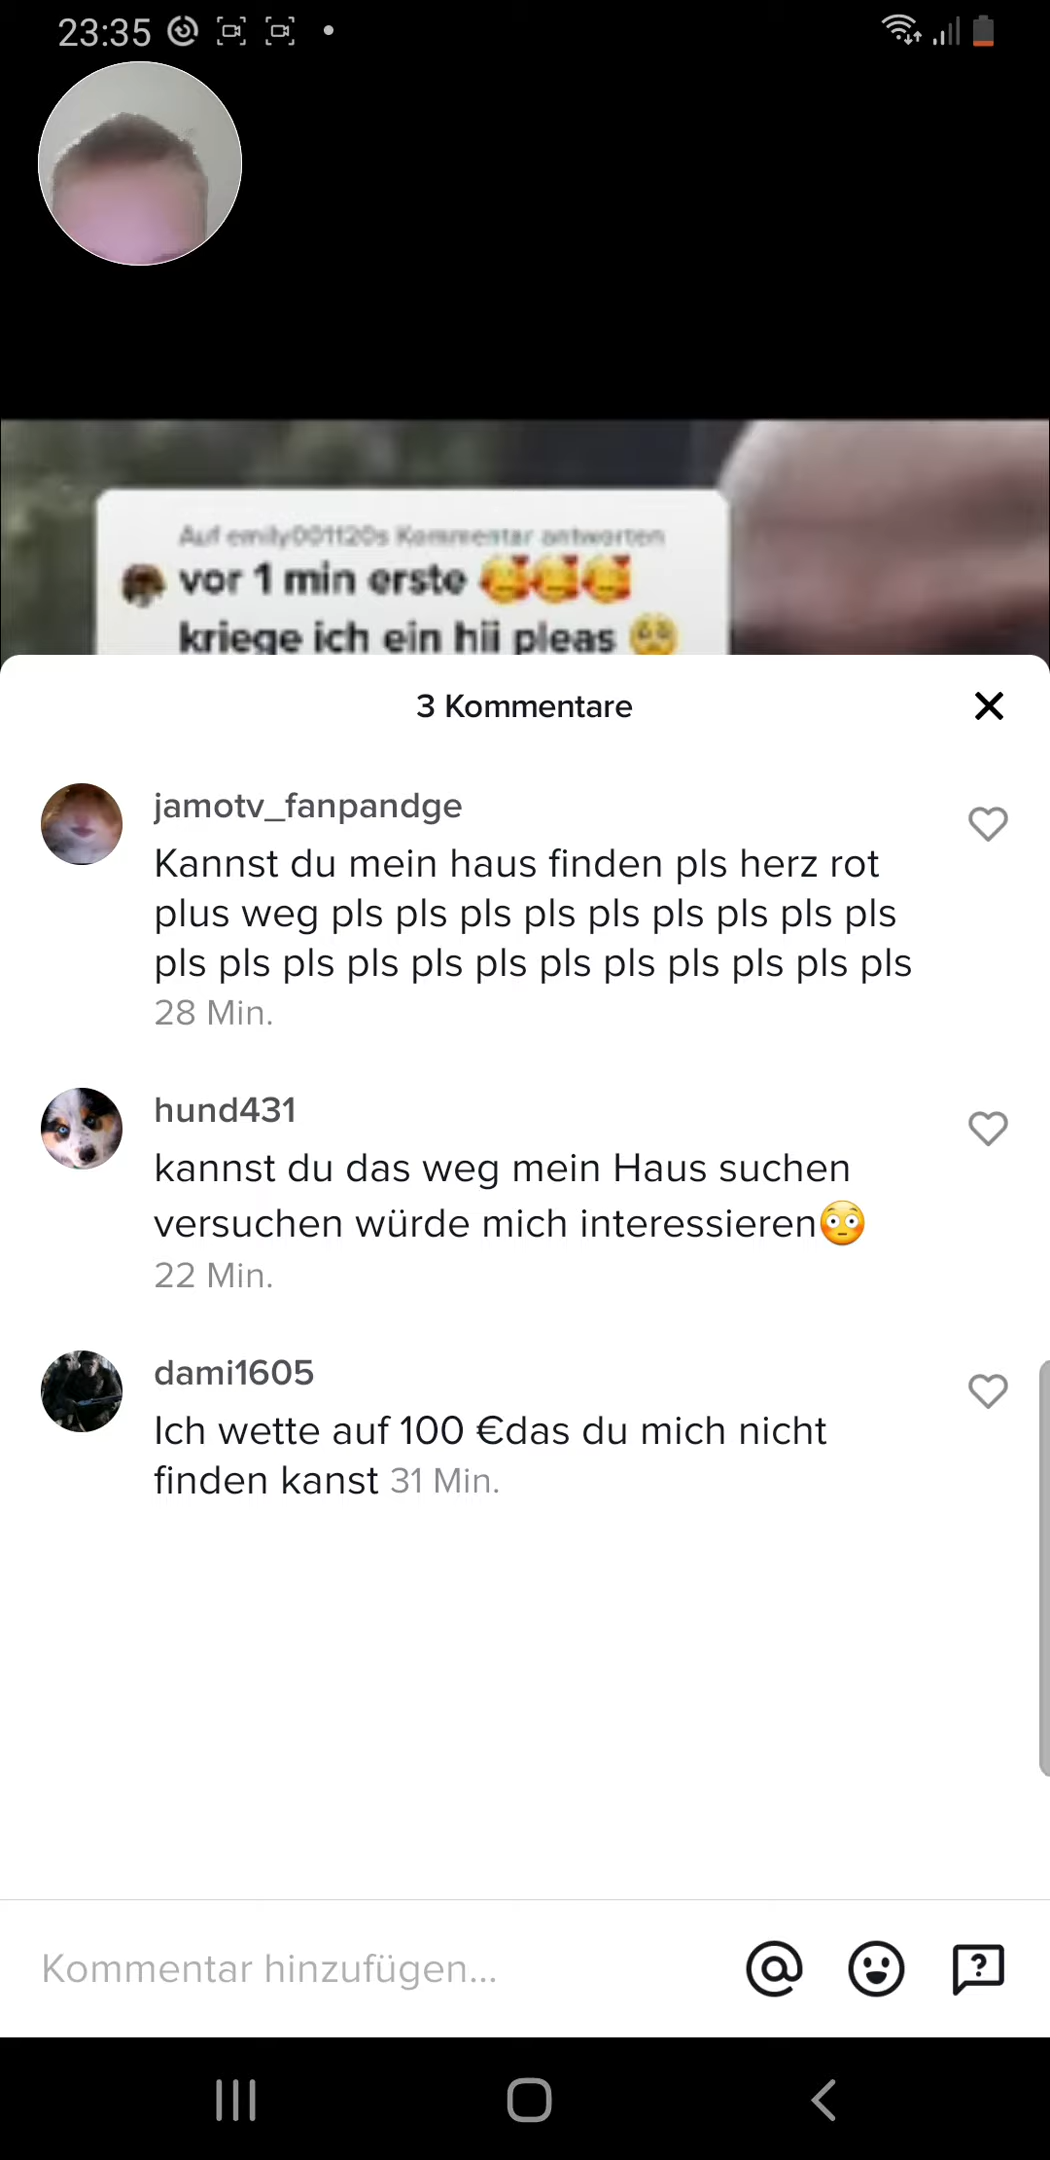 23:35
Auf emily001120s Kommentar antworten
vor 1 min erste 🥰🥰🥰
kriege ich ein hii pleas 🥺
3 Kommentare
jamotv_fanpandge
Kannst du mein haus finden pls herz rot
plus weg pls pls pls pls pls pls pls pls pls
pls pls pls pls pls pls pls pls pls pls pls pls
28 Min.
hund431
kannst du das weg mein Haus suchen
versuchen würde mich interessieren😳
22 Min.
dami1605
Ich wette auf 100 €das du mich nicht
finden kanst 31 Min.
Kommentar hinzufügen...